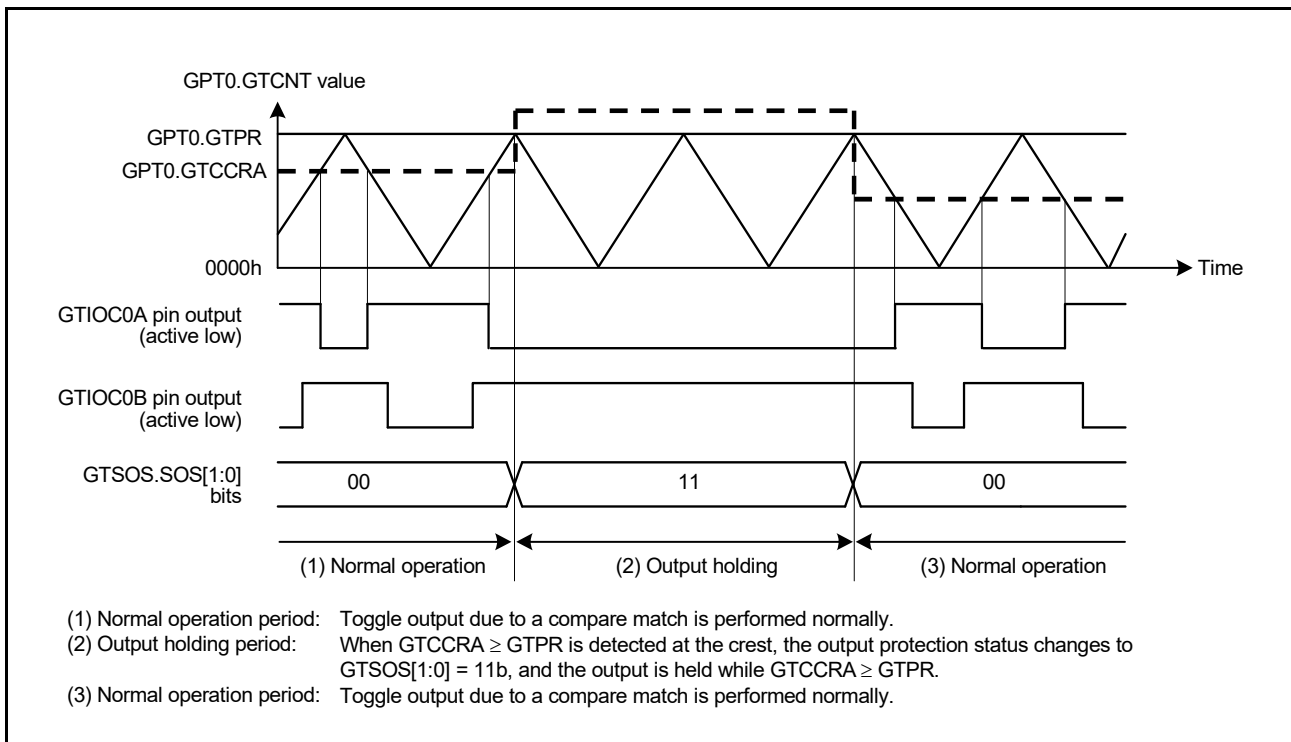 GPT0.GTCNT value
GPT0.GTPR
GPT0.GTCCRA
0000h
Time
GTIOC0A pin output
(active low)
GTIOC0B pin output
(active low)
GTSOS.SOS[1:0]
bits
00
11
00
(1) Normal operation
(2) Output holding
(3) Normal operation
(1) Normal operation period: Toggle output due to a compare match is performed normally.
(2) Output holding period: When GTCCRA ≥ GTPR is detected at the crest, the output protection status changes to
GTSOS[1:0] = 11b, and the output is held while GTCCRA ≥ GTPR.
(3) Normal operation period: Toggle output due to a compare match is performed normally.